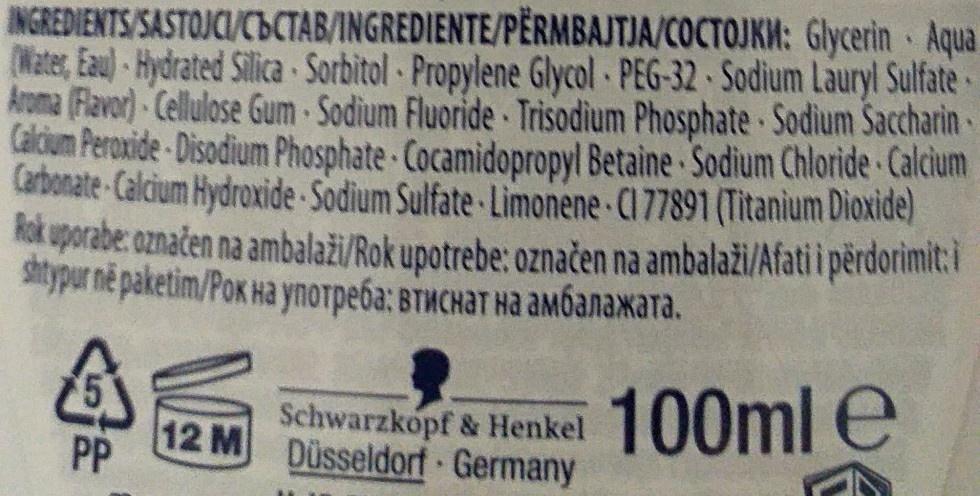 INGREDIENTS/SASTOJCI/СЪСТАВ/INGREDIENTE/PËRMBAJTJA/СОСТОЈКИ: Glycerin · Aqua
(Water, Eau) · Hydrated Silica · Sorbitol · Propylene Glycol · PEG-32 · Sodium Lauryl Sulfate ·
Aroma (Flavor) · Cellulose Gum · Sodium Fluoride · Trisodium Phosphate · Sodium Saccharin ·
Calcium Peroxide · Disodium Phosphate · Cocamidopropyl Betaine · Sodium Chloride · Calcium
Carbonate · Calcium Hydroxide · Sodium Sulfate · Limonene · CI 77891 (Titanium Dioxide)
Rok uporabe: označen na ambalaži/Rok upotrebe: označen na ambalaži/Afati i përdorimit: i
shtypur në paketim/Рок на употреба: втиснат на амбалажата.
5
PP
12 M
Schwarzkopf & Henkel
Düsseldorf · Germany
100ml e